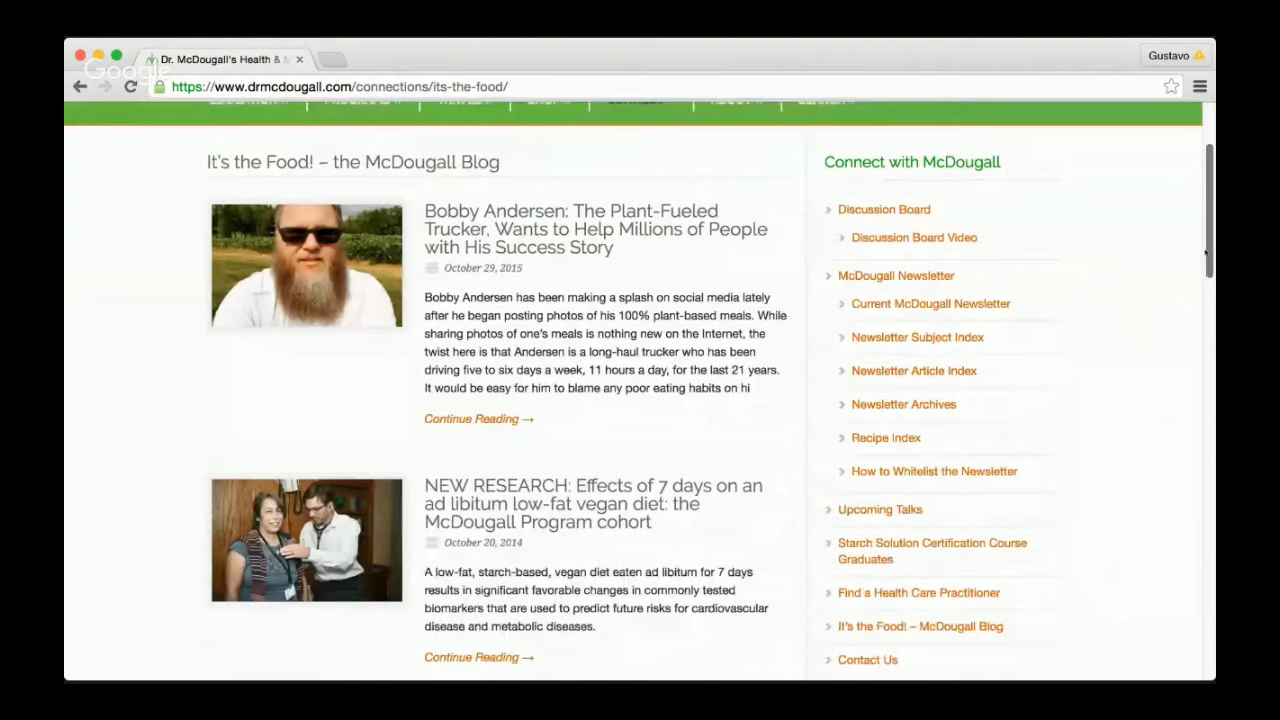 Dr. McDougall's Health & M
Gustavo
Google
https://www.drmcdougall.com/connections/its-the-food/
It's the Food! – the McDougall Blog
Bobby Andersen: The Plant-Fueled
Trucker, Wants to Help Millions of People
with His Success Story
October 29, 2015
Bobby Andersen has been making a splash on social media lately
after he began posting photos of his 100% plant-based meals. While
sharing photos of one's meals is nothing new on the Internet, the
twist here is that Andersen is a long-haul trucker who has been
driving five to six days a week, 11 hours a day, for the last 21 years.
It would be easy for him to blame any poor eating habits on hi
Continue Reading →
NEW RESEARCH: Effects of 7 days on an
ad libitum low-fat vegan diet: the
McDougall Program cohort
October 20, 2014
A low-fat, starch-based, vegan diet eaten ad libitum for 7 days
results in significant favorable changes in commonly tested
biomarkers that are used to predict future risks for cardiovascular
disease and metabolic diseases.
Continue Reading →
Connect with McDougall
Discussion Board
Discussion Board Video
McDougall Newsletter
Current McDougall Newsletter
Newsletter Subject Index
Newsletter Article Index
Newsletter Archives
Recipe Index
How to Whitelist the Newsletter
Upcoming Talks
Starch Solution Certification Course
Graduates
Find a Health Care Practitioner
It's the Food! – McDougall Blog
Contact Us